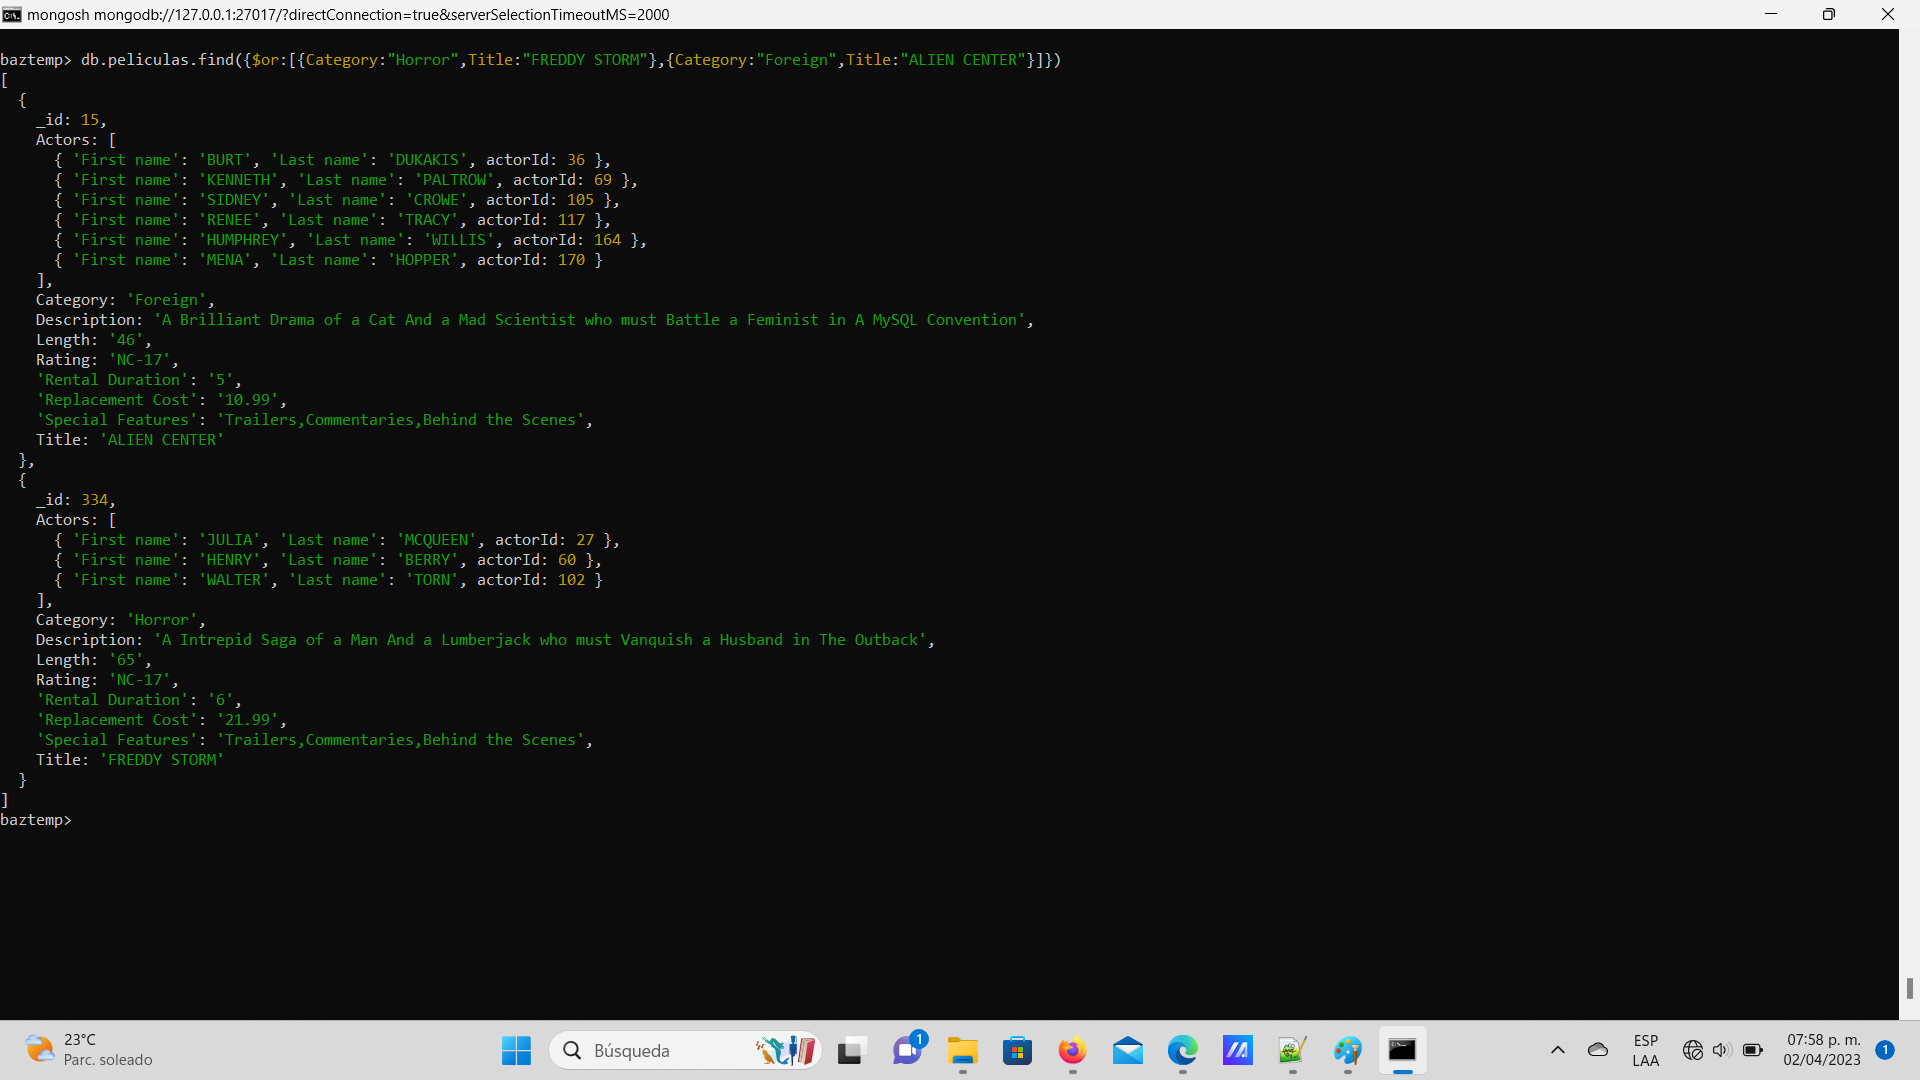 mongosh mongodb://127.0.0.1:27017/?directConnection=true&serverSelectionTimeoutMS=2000
baztemp> db.peliculas.find({$or:[{Category:"Horror",Title:"FREDDY STORM"},{Category:"Foreign",Title:"ALIEN CENTER"}]})
[
  {
    _id: 15,
    Actors: [
      { 'First name': 'BURT', 'Last name': 'DUKAKIS', actorId: 36 },
      { 'First name': 'KENNETH', 'Last name': 'PALTROW', actorId: 69 },
      { 'First name': 'SIDNEY', 'Last name': 'CROWE', actorId: 105 },
      { 'First name': 'RENEE', 'Last name': 'TRACY', actorId: 117 },
      { 'First name': 'HUMPHREY', 'Last name': 'WILLIS', actorId: 164 },
      { 'First name': 'MENA', 'Last name': 'HOPPER', actorId: 170 }
    ],
    Category: 'Foreign',
    Description: 'A Brilliant Drama of a Cat And a Mad Scientist who must Battle a Feminist in A MySQL Convention',
    Length: '46',
    Rating: 'NC-17',
    'Rental Duration': '5',
    'Replacement Cost': '10.99',
    'Special Features': 'Trailers,Commentaries,Behind the Scenes',
    Title: 'ALIEN CENTER'
  },
  {
    _id: 334,
    Actors: [
      { 'First name': 'JULIA', 'Last name': 'MCQUEEN', actorId: 27 },
      { 'First name': 'HENRY', 'Last name': 'BERRY', actorId: 60 },
      { 'First name': 'WALTER', 'Last name': 'TORN', actorId: 102 }
    ],
    Category: 'Horror',
    Description: 'A Intrepid Saga of a Man And a Lumberjack who must Vanquish a Husband in The Outback',
    Length: '65',
    Rating: 'NC-17',
    'Rental Duration': '6',
    'Replacement Cost': '21.99',
    'Special Features': 'Trailers,Commentaries,Behind the Scenes',
    Title: 'FREDDY STORM'
  }
]
baztemp>
23°C
Parc. soleado
Búsqueda
1
ESP
LAA
07:58 p. m.
02/04/2023
1